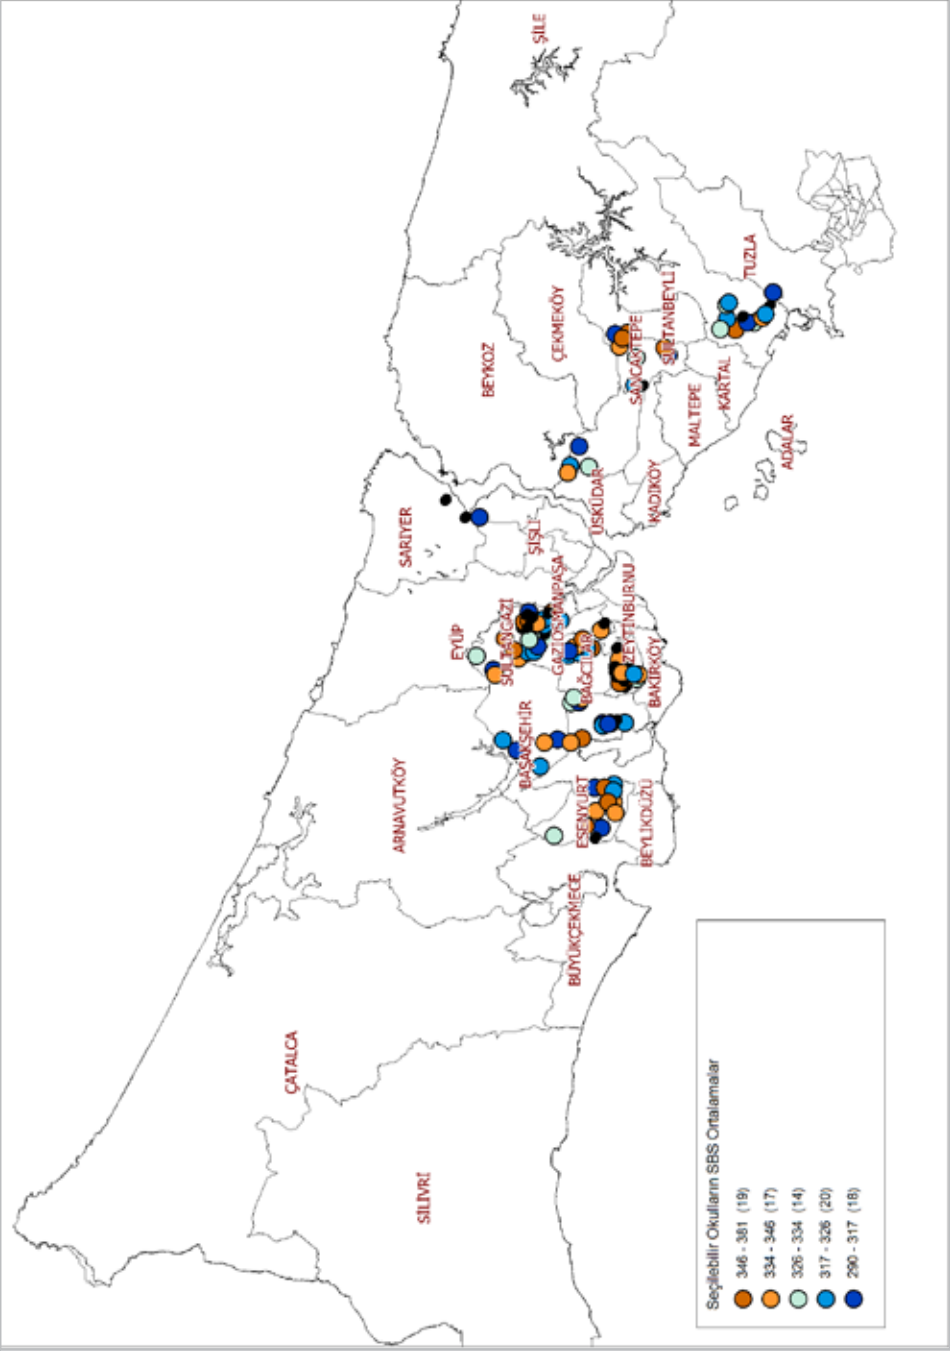 ŞİLE
BEYKOZ
ÇEKMEKÖY
TUZLA
SANCAKTEPE
SULTANBEYLİ
MALTEPE
KARTAL
ADALAR
SARIYER
ŞİŞLİ
ÜSKÜDAR
KADIKÖY
EYÜP
SULTANGAZİ
GAZİOSMANPAŞA
BAĞCILAR
ZEYTİNBURNU
BAKIRKÖY
BAŞAKŞEHİR
ARNAVUTKÖY
ESENYURT
BEYLİKDÜZÜ
BÜYÜKÇEKMECE
ÇATALCA
SİLİVRİ
Seçilebilir Okulların SBS Ortalamalar
346 - 381 (19)
334 - 346 (17)
326 - 334 (14)
317 - 326 (20)
290 - 317 (18)